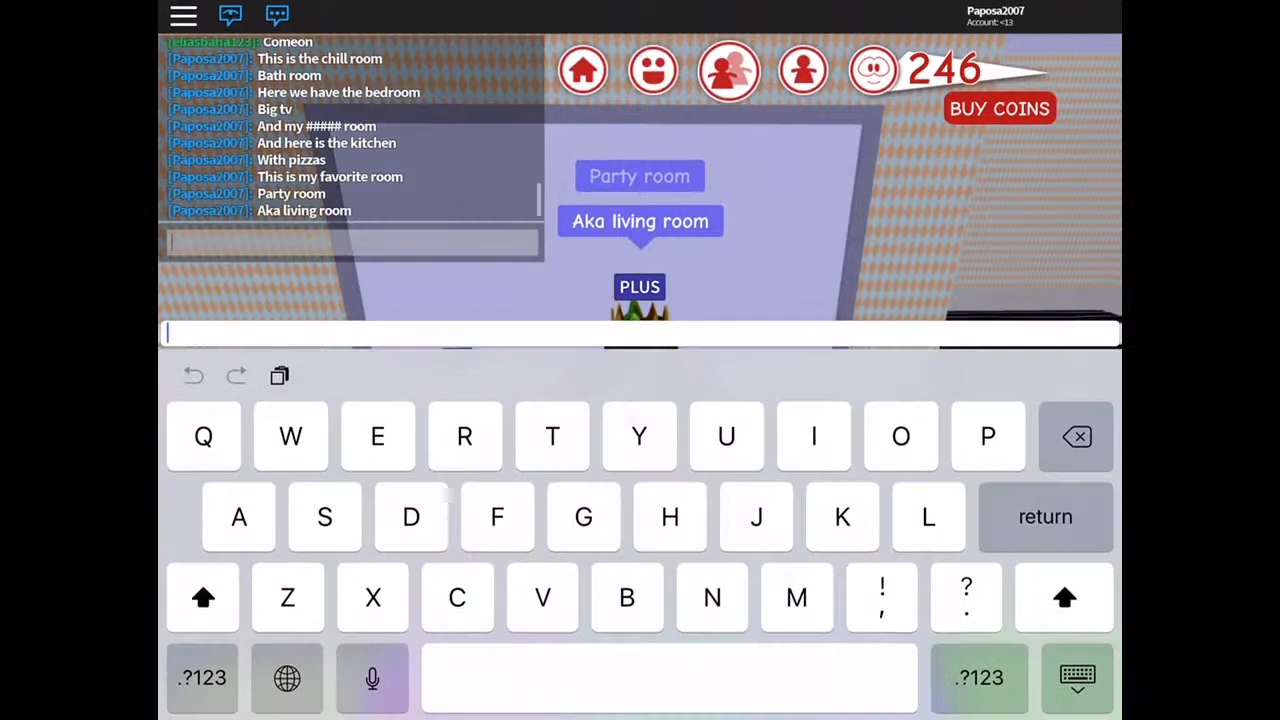 Paposa2007
Account: <13
[eliasbana123]: Comeon
[Paposa2007]: This is the chill room
[Paposa2007]: Bath room
[Paposa2007]: Here we have the bedroom
[Paposa2007]: Big tv
[Paposa2007]: And my ##### room
[Paposa2007]: And here is the kitchen
[Paposa2007]: With pizzas
[Paposa2007]: This is my favorite room
[Paposa2007]: Party room
[Paposa2007]: Aka living room
246
BUY COINS
Party room
Aka living room
PLUS
Q W E R T Y U I O P
A S D F G H J K L return
Z X C V B N M ! , ? .
.?123 .?123